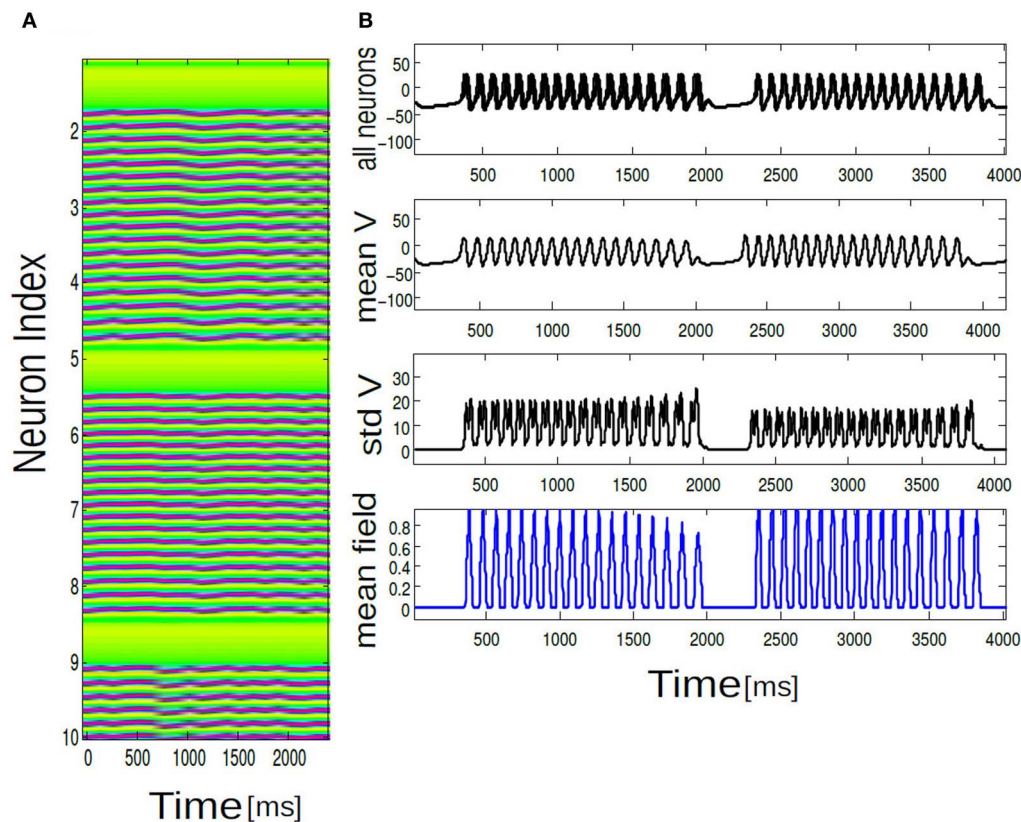 A
B
Neuron Index
2
3
4
5
6
7
8
9
10
0 500 1000 1500 2000
Time [ms]
all neurons
50
0
−50
−100
500 1000 1500 2000 2500 3000 3500 4000
mean V
50
0
−50
−100
500 1000 1500 2000 2500 3000 3500 4000
std V
30
20
10
0
500 1000 1500 2000 2500 3000 3500 4000
mean field
0.8
0.6
0.4
0.2
0
500 1000 1500 2000 2500 3000 3500 4000
Time [ms]